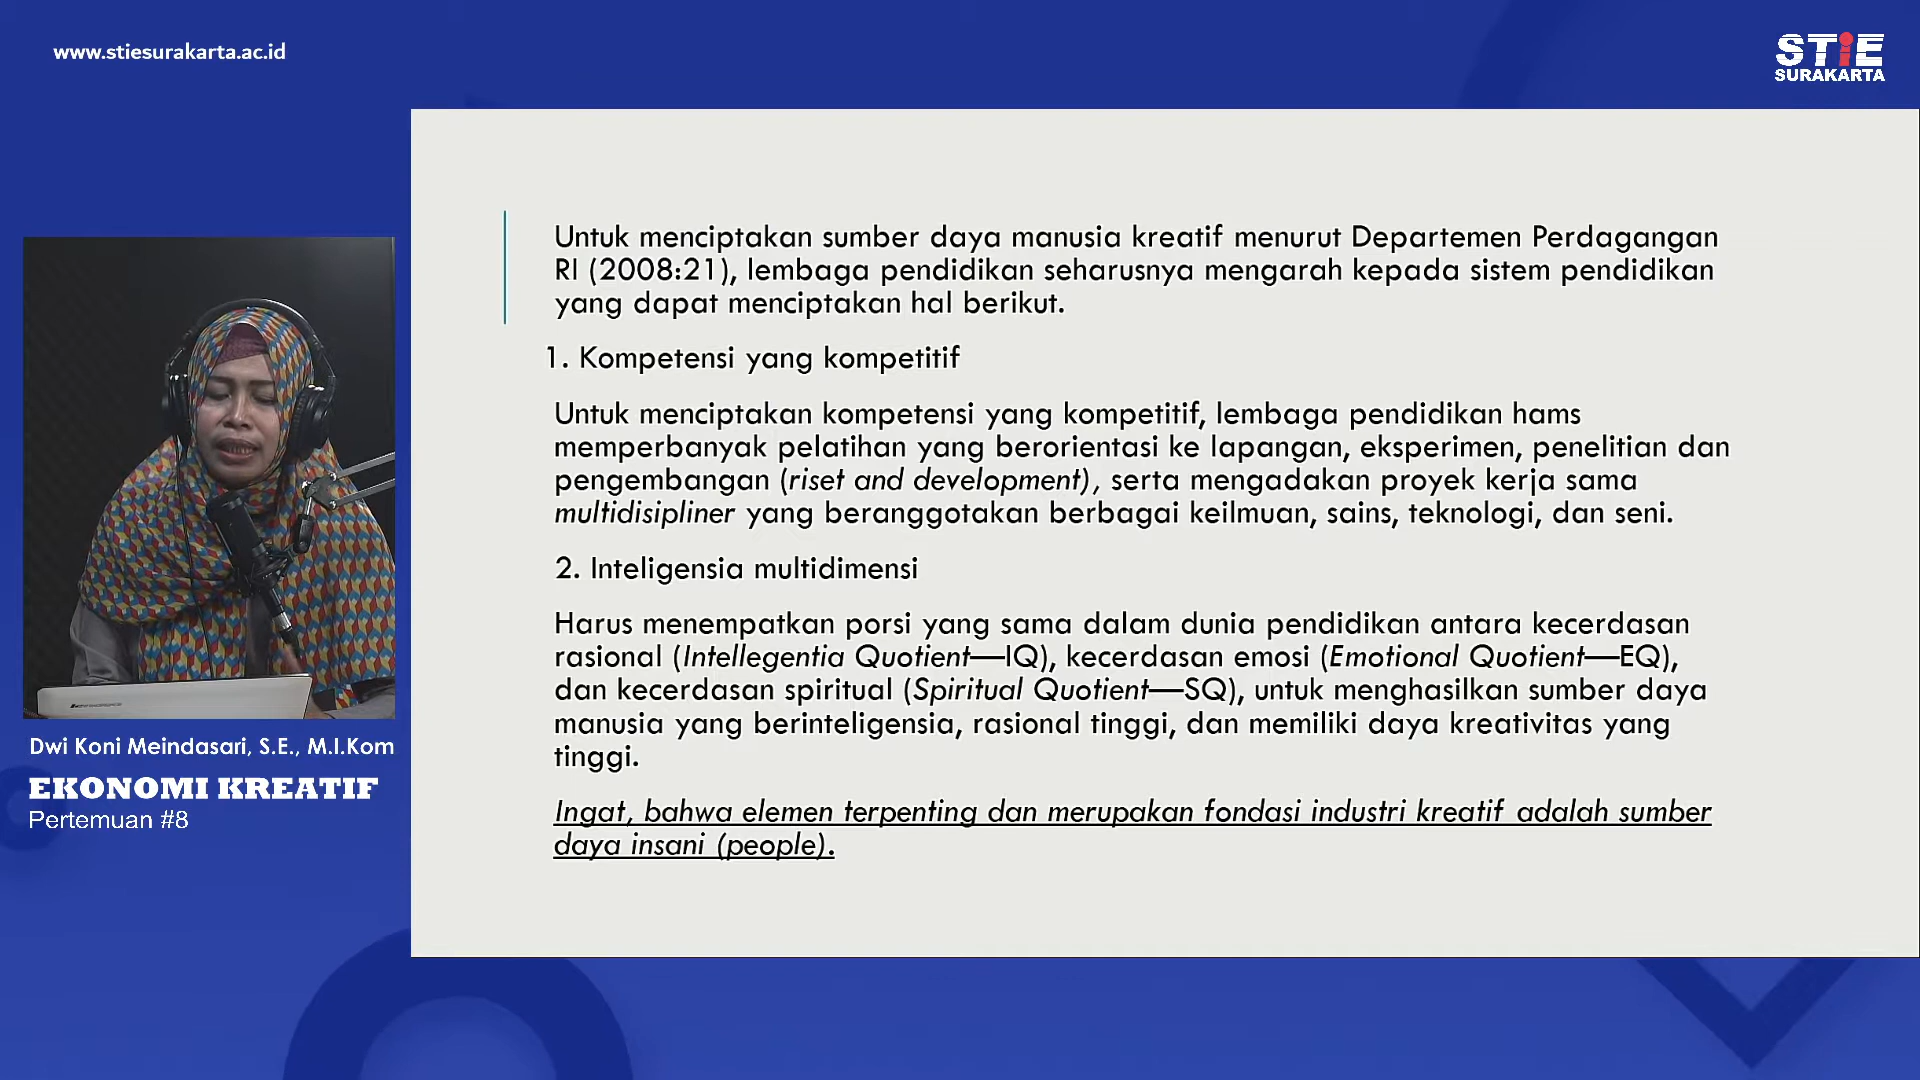 www.stiesurakarta.ac.id
STiE
SURAKARTA
Untuk menciptakan sumber daya manusia kreatif menurut Departemen Perdagangan
RI (2008:21), lembaga pendidikan seharusnya mengarah kepada sistem pendidikan
yang dapat menciptakan hal berikut.
1. Kompetensi yang kompetitif
Untuk menciptakan kompetensi yang kompetitif, lembaga pendidikan hams
memperbanyak pelatihan yang berorientasi ke lapangan, eksperimen, penelitian dan
pengembangan (riset and development), serta mengadakan proyek kerja sama
multidisipliner yang beranggotakan berbagai keilmuan, sains, teknologi, dan seni.
2. Inteligensia multidimensi
Harus menempatkan porsi yang sama dalam dunia pendidikan antara kecerdasan
rasional (Intellegentia Quotient—IQ), kecerdasan emosi (Emotional Quotient—EQ),
dan kecerdasan spiritual (Spiritual Quotient—SQ), untuk menghasilkan sumber daya
manusia yang berinteligensia, rasional tinggi, dan memiliki daya kreativitas yang
tinggi.
Ingat, bahwa elemen terpenting dan merupakan fondasi industri kreatif adalah sumber
daya insani (people).
Dwi Koni Meindasari, S.E., M.I.Kom
EKONOMI KREATIF
Pertemuan #8